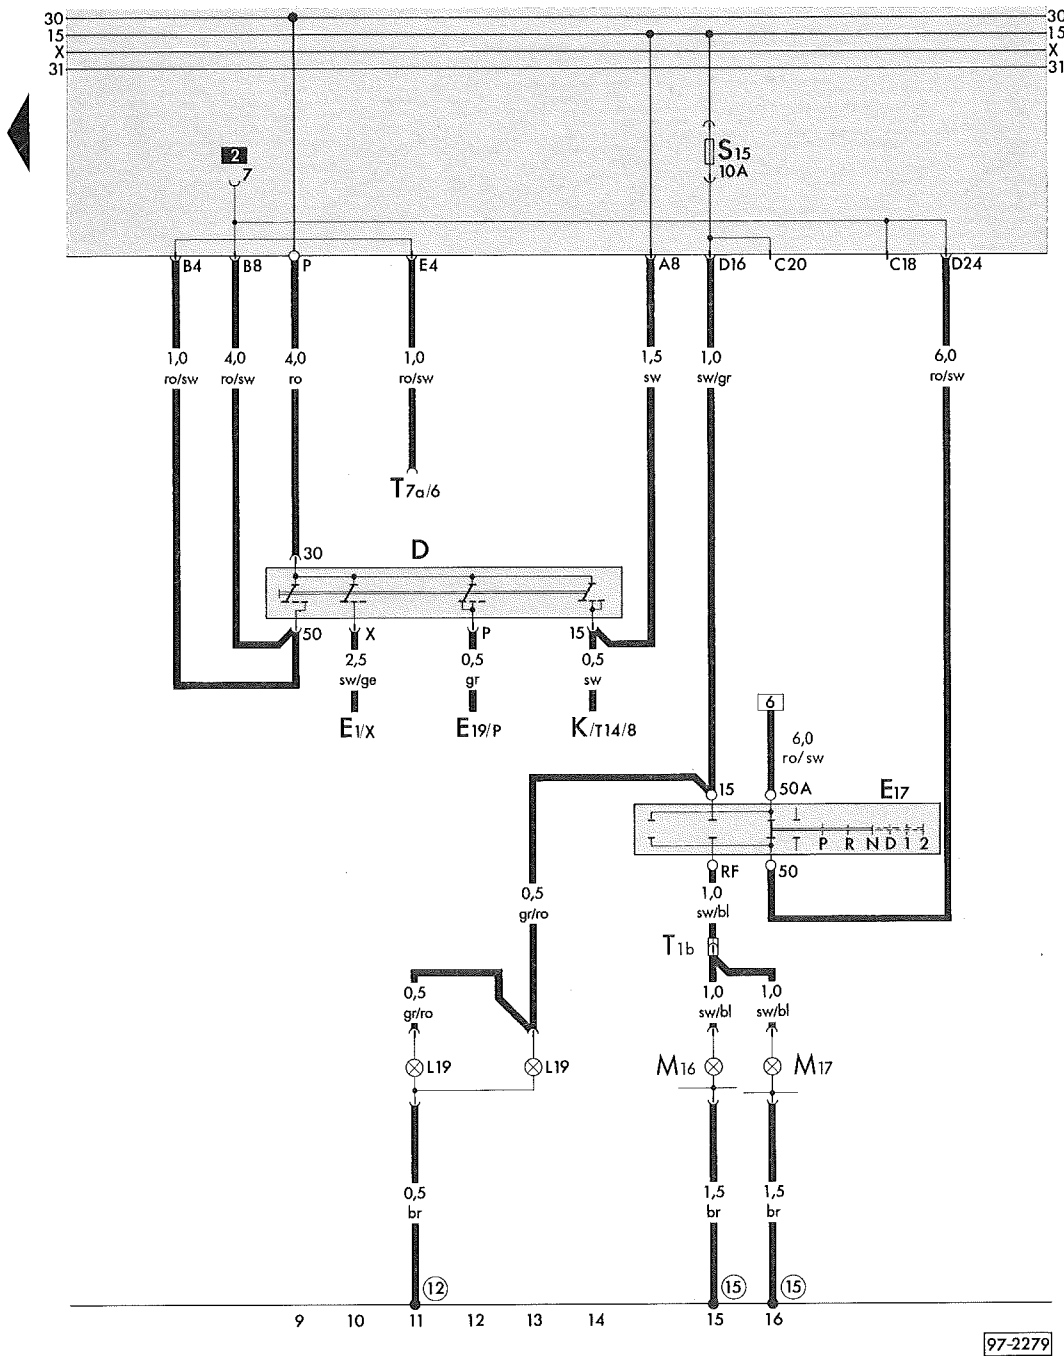 30 30
15 15
X X
31 31
2
7
S15
10A
B4 B8 P E4 A8 D16 C20 C18 D24
1,0 4,0 4,0 1,0 1,5 1,0 6,0
ro/sw ro/sw ro ro/sw sw sw/gr ro/sw
T7a/6
D
30
50 X P 15
2,5 0,5 0,5
sw/ge gr sw
E1/X E19/P K/T14/8
6
6,0
ro/sw
15 50A E17
T P R N D 1 2
RF 50
0,5 1,0
gr/ro sw/bl
T1b
1
0,5 1,0 1,0
gr/ro sw/bl sw/bl
L19 L19 M16 M17
0,5 1,5 1,5
br br br
12 15 15
9 10 11 12 13 14 15 16
97-2279